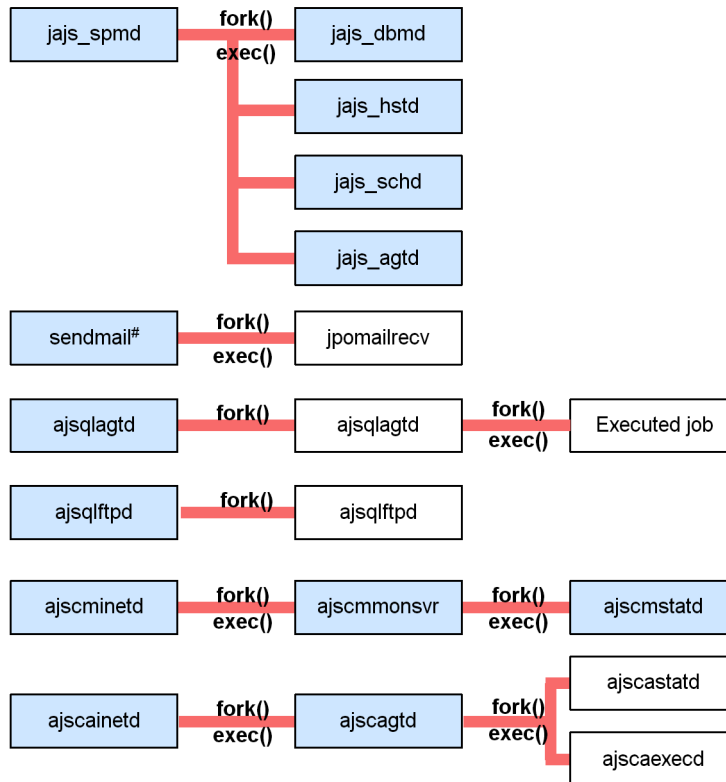 jajs_spmd
fork()
exec()
jajs_dbmd
jajs_hstd
jajs_schd
jajs_agtd
sendmail#
fork()
exec()
jpomailrecv
ajsqlagtd
fork()
ajsqlagtd
fork()
exec()
Executed job
ajsqlftpd
fork()
ajsqlftpd
ajscminetd
fork()
exec()
ajscmmonsvr
fork()
exec()
ajscmstatd
ajscainetd
fork()
exec()
ajscagtd
fork()
exec()
ajscastatd
ajscaexecd